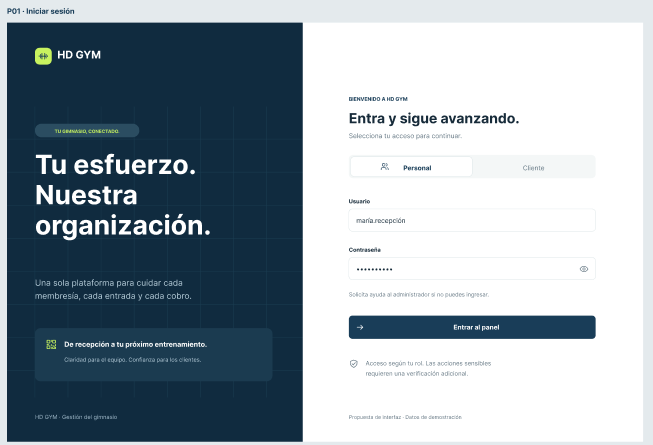 P01 · Iniciar sesión
HD GYM
TU GIMNASIO, CONECTADO.
Tu esfuerzo.
Nuestra
organización.
Una sola plataforma para cuidar cada
membresía, cada entrada y cada cobro.
De recepción a tu próximo entrenamiento.
Claridad para el equipo. Confianza para los clientes.
HD GYM · Gestión del gimnasio
BIENVENIDO A HD GYM
Entra y sigue avanzando.
Selecciona tu acceso para continuar.
Personal
Cliente
Usuario
maría.recepción
Contraseña
••••••••••
Solicita ayuda al administrador si no puedes ingresar.
Entrar al panel
Acceso según tu rol. Las acciones sensibles
requieren una verificación adicional.
Propuesta de interfaz · Datos de demostración